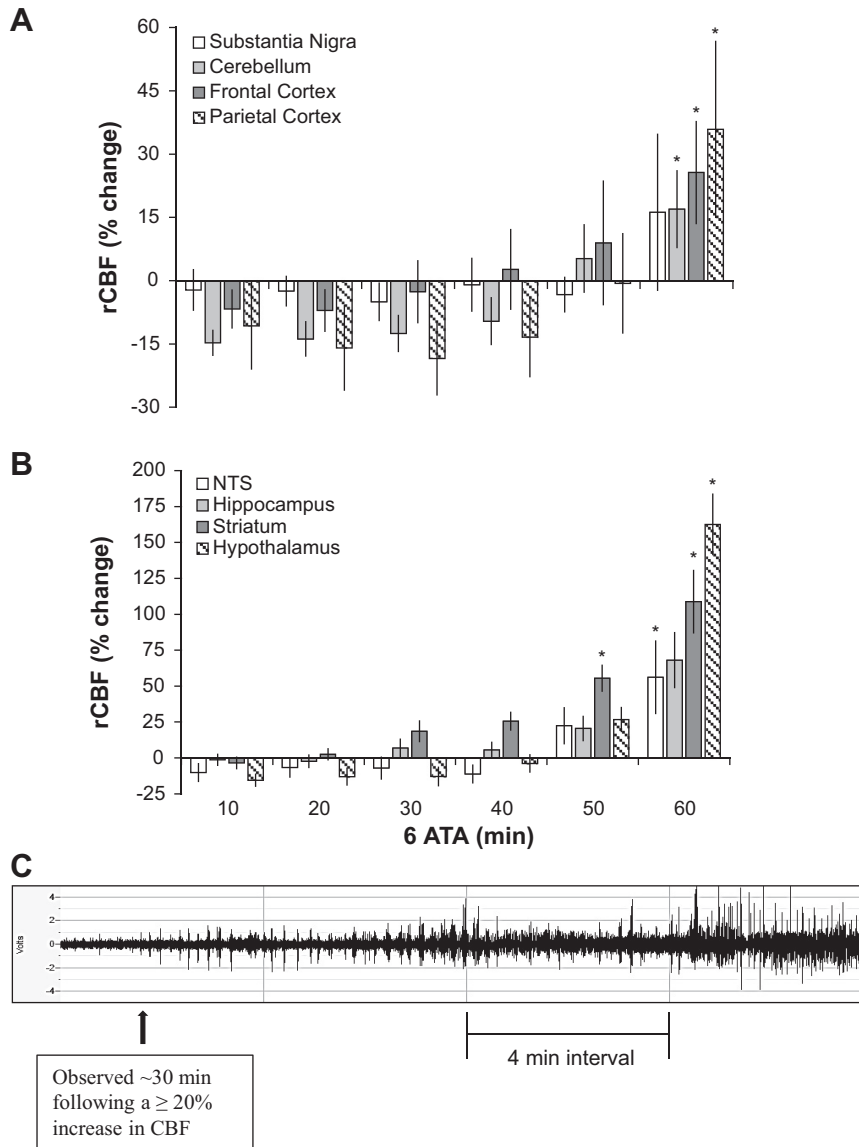 A
60
45
30
15
0
-15
-30
rCBF (% change)
Substantia Nigra
Cerebellum
Frontal Cortex
Parietal Cortex
*
*
*
B
200
175
150
125
100
75
50
25
0
-25
rCBF (% change)
NTS
Hippocampus
Striatum
Hypothalamus
*
*
*
*
10 20 30 40 50 60
6 ATA (min)
C
Volts
4
2
0
-2
-4
4 min interval
Observed ~30 min
following a ≥ 20%
increase in CBF